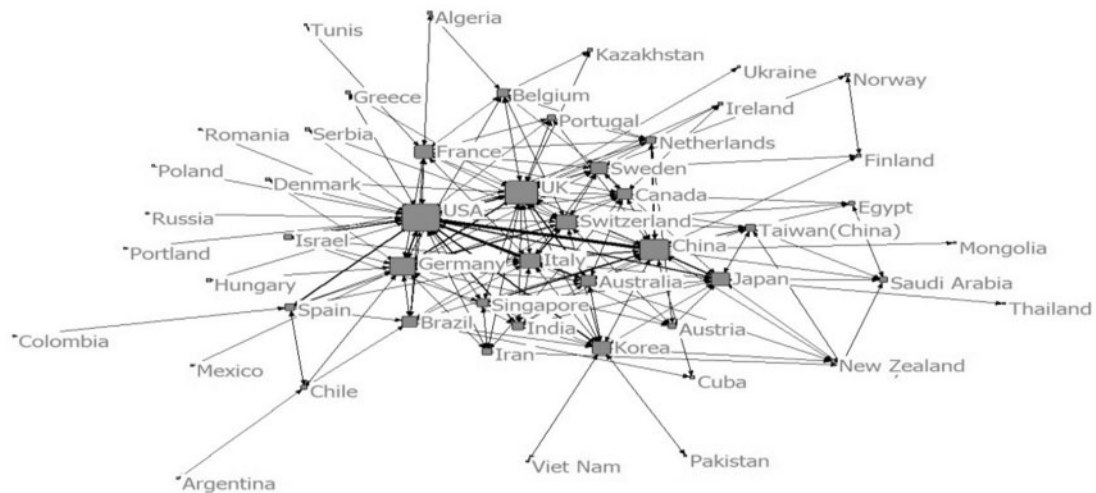 Algeria
Tunis
Kazakhstan
Ukraine
Norway
Greece
Belgium
Ireland
Portugal
Romania
Serbia
Netherlands
France
Finland
Poland
Sweden
Denmark
UK
Canada
Egypt
Russia
USA
Switzerland
Taiwan(China)
Israel
China
Mongolia
Portland
Germany
Italy
Hungary
Australia
Japan
Saudi Arabia
Spain
Singapore
Thailand
Colombia
Brazil
India
Austria
Mexico
Iran
Korea
New Zealand
Chile
Cuba
Viet Nam
Pakistan
Argentina